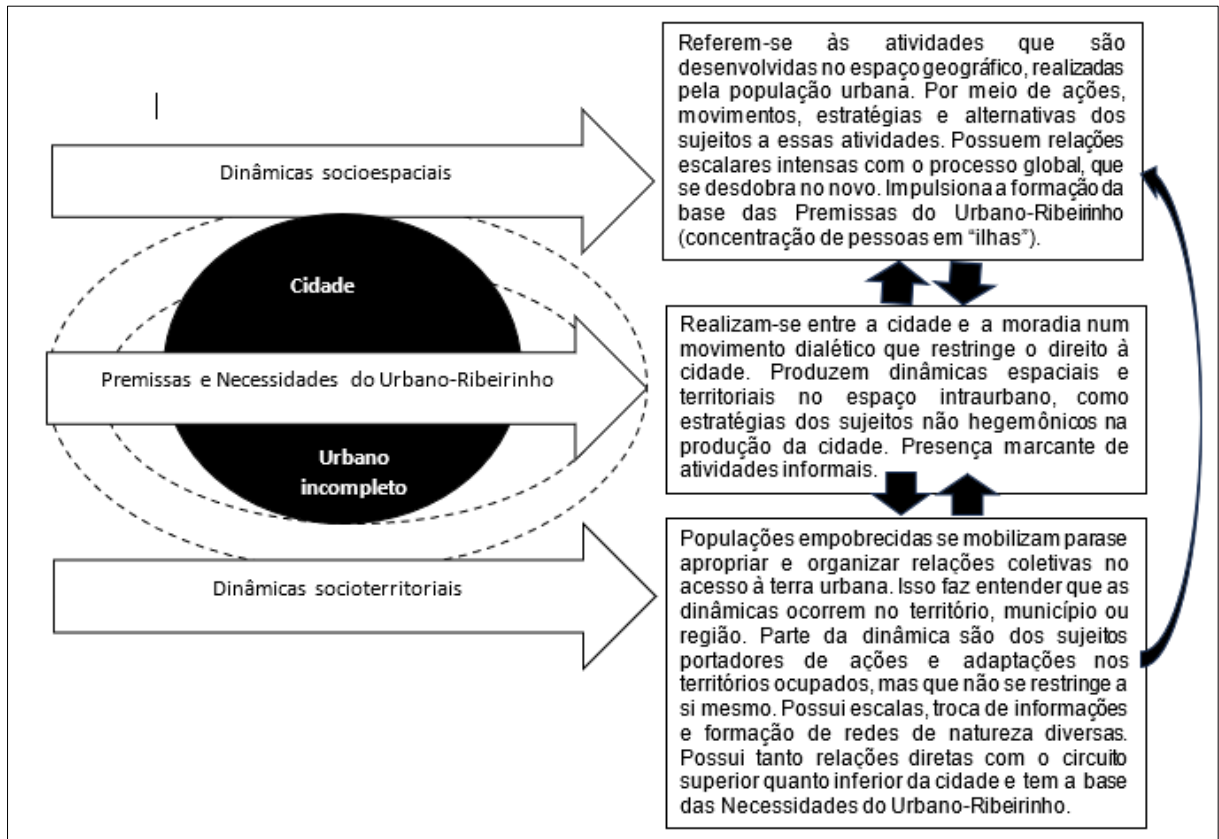 Dinâmicas socioespaciais
Referem-se às atividades que são
desenvolvidas no espaço geográfico, realizadas
pela população urbana. Por meio de ações,
movimentos, estratégias e alternativas dos
sujeitos a essas atividades. Possuem relações
escalares intensas com o processo global, que
se desdobra no novo. Impulsiona a formação da
base das Premissas do Urbano-Ribeirinho
(concentração de pessoas em “ilhas”).
Cidade
Premissas e Necessidades do Urbano-Ribeirinho
Urbano
incompleto
Realizam-se entre a cidade e a moradia num
movimento dialético que restringe o direito à
cidade. Produzem dinâmicas espaciais e
territoriais no espaço intraurbano, como
estratégias dos sujeitos não hegemônicos na
produção da cidade. Presença marcante de
atividades informais.
Dinâmicas socioterritoriais
Populações empobrecidas se mobilizam parase
apropriar e organizar relações coletivas no
acesso à terra urbana. Isso faz entender que as
dinâmicas ocorrem no território, município ou
região. Parte da dinâmica são dos sujeitos
portadores de ações e adaptações nos
territórios ocupados, mas que não se restringe a
si mesmo. Possui escalas, troca de informações
e formação de redes de natureza diversas.
Possui tanto relações diretas com o circuito
superior quanto inferior da cidade e tem a base
das Necessidades do Urbano-Ribeirinho.